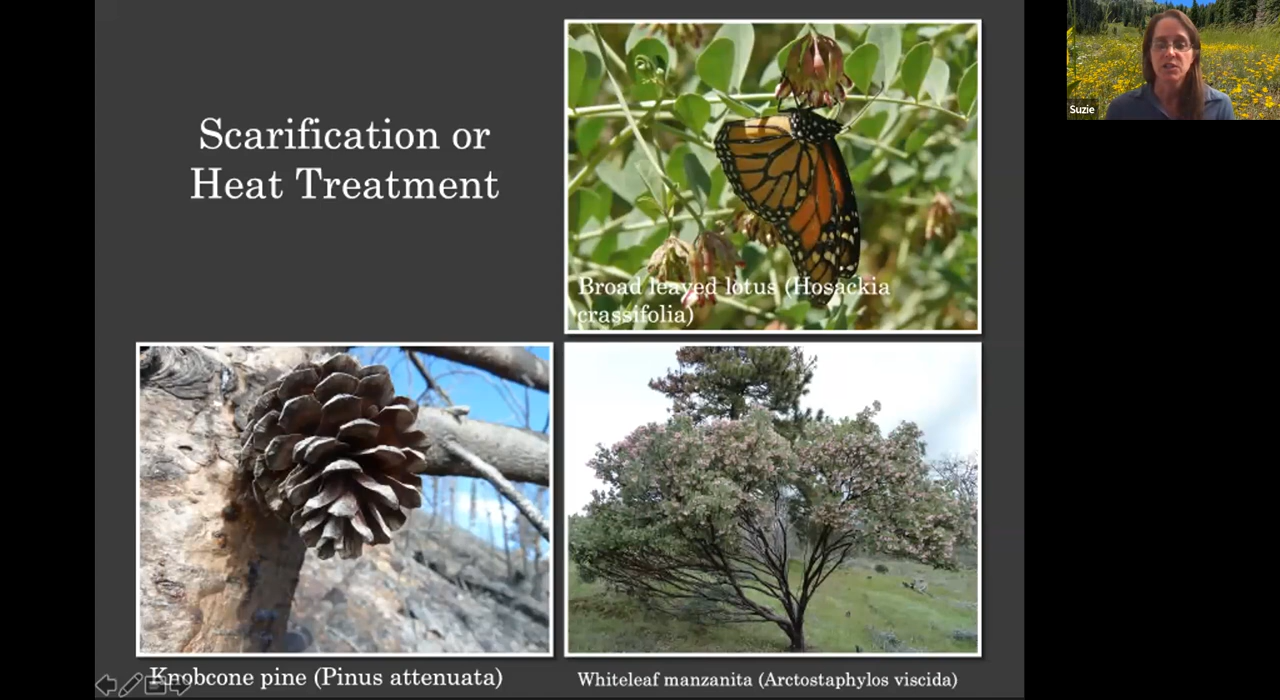 Scarification or
Heat Treatment
Broad leaved lotus (Hosackia
crassifolia)
Knobcone pine (Pinus attenuata)
Whiteleaf manzanita (Arctostaphylos viscida)
Suzie